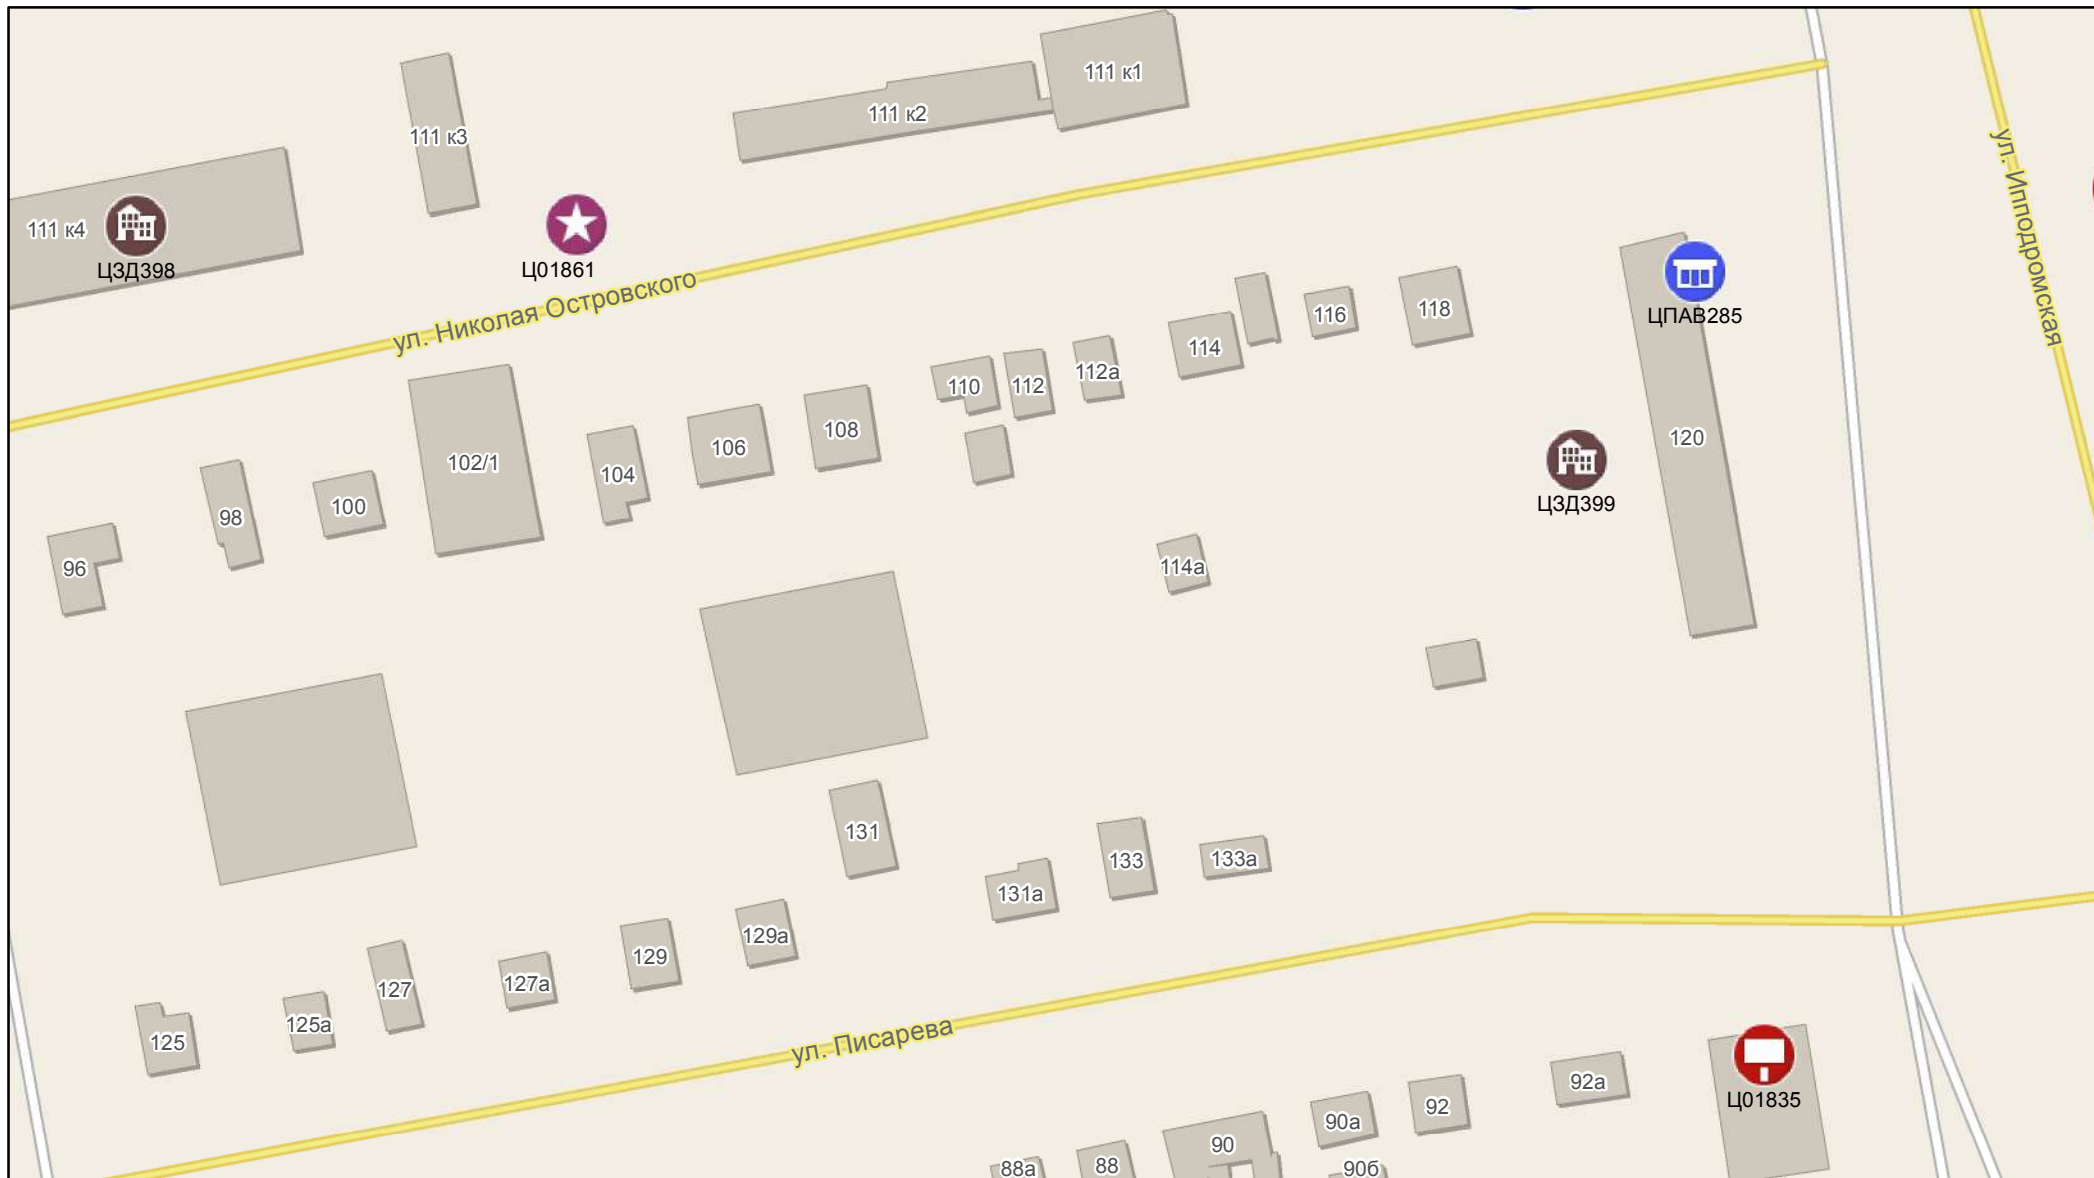 111 к1
111 к2
111 к3
111 к4
ЦЗД398
Ц01861
ул. Николая Островского
ул. Ипподромская
ЦПАВ285
118
116
114
112а
112
110
108
106
104
102/1
100
98
96
120
ЦЗД399
114а
131
133
133а
131а
129а
129
127а
127
125а
125
ул. Писарева
Ц01835
92а
92
90а
90
90б
88
88а